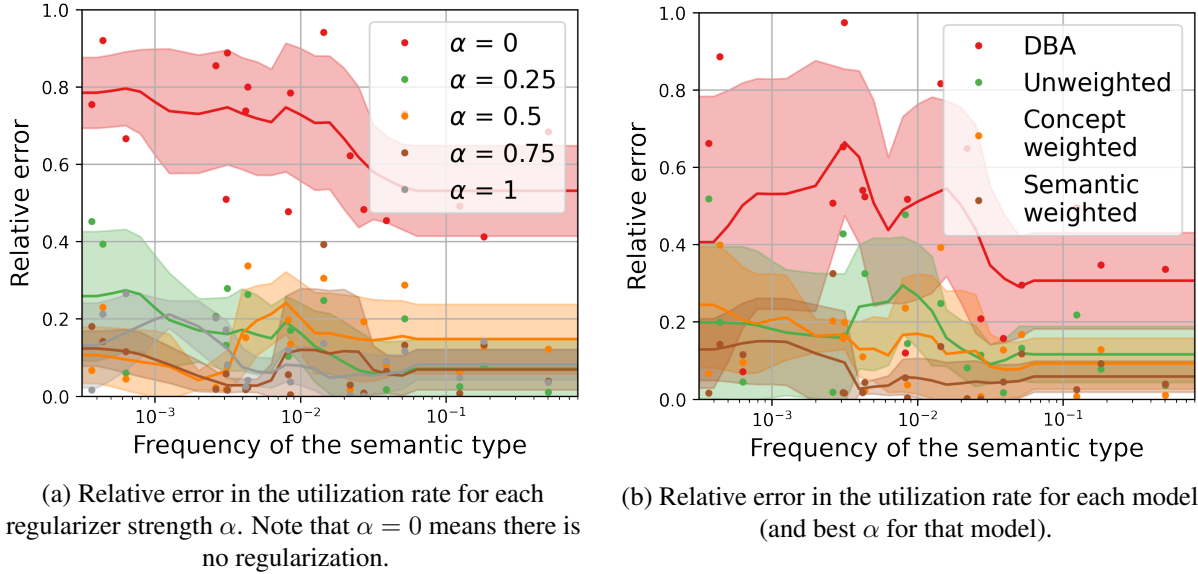 1.0
0.8
0.6
0.4
0.2
0.0
Relative error
α = 0
α = 0.25
α = 0.5
α = 0.75
α = 1
10⁻³
10⁻²
10⁻¹
Frequency of the semantic type
(a) Relative error in the utilization rate for each
regularizer strength α. Note that α = 0 means there is
no regularization.
1.0
0.8
0.6
0.4
0.2
0.0
Relative error
DBA
Unweighted
Concept
weighted
Semantic
weighted
10⁻³
10⁻²
10⁻¹
Frequency of the semantic type
(b) Relative error in the utilization rate for each model
(and best α for that model).